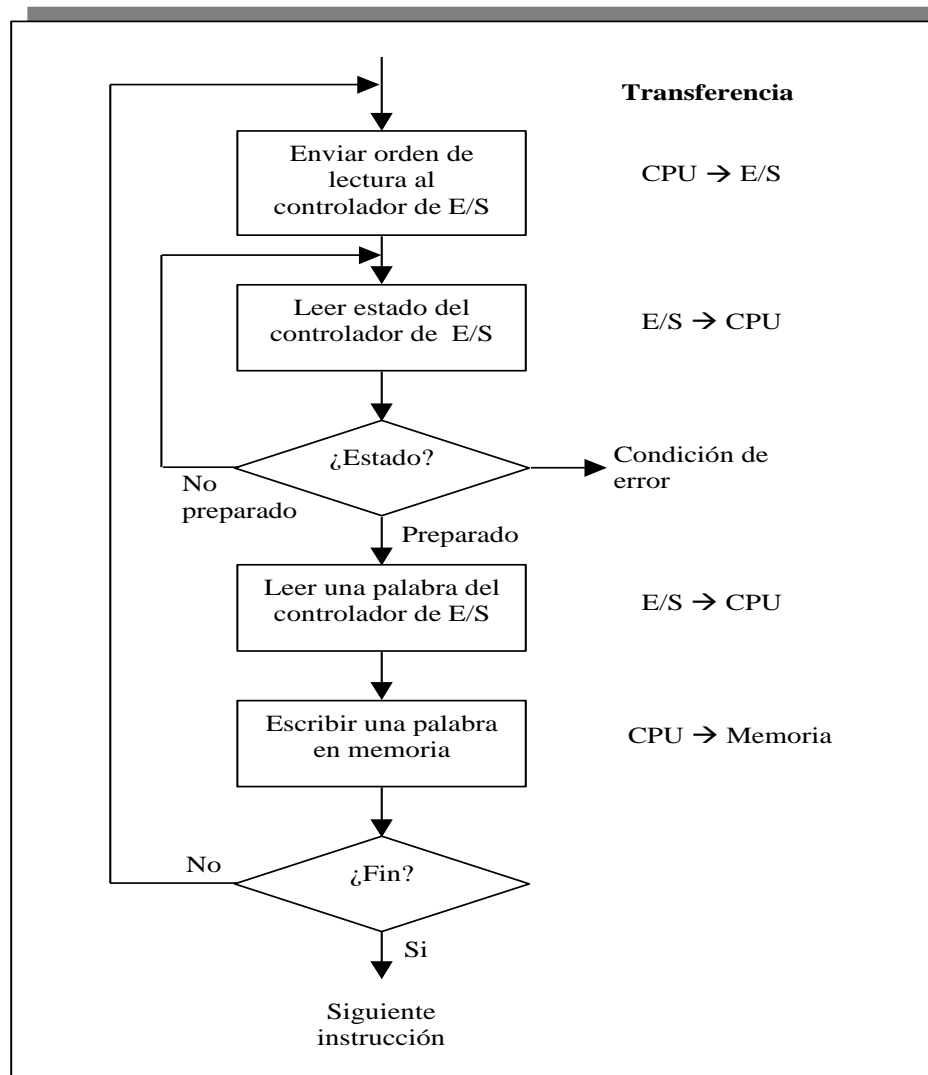 Transferencia
Enviar orden de
lectura al
controlador de E/S
CPU → E/S
Leer estado del
controlador de E/S
E/S → CPU
¿Estado?
No
preparado
Condición de
error
Preparado
Leer una palabra del
controlador de E/S
E/S → CPU
Escribir una palabra
en memoria
CPU → Memoria
¿Fin?
No
Si
Siguiente
instrucción